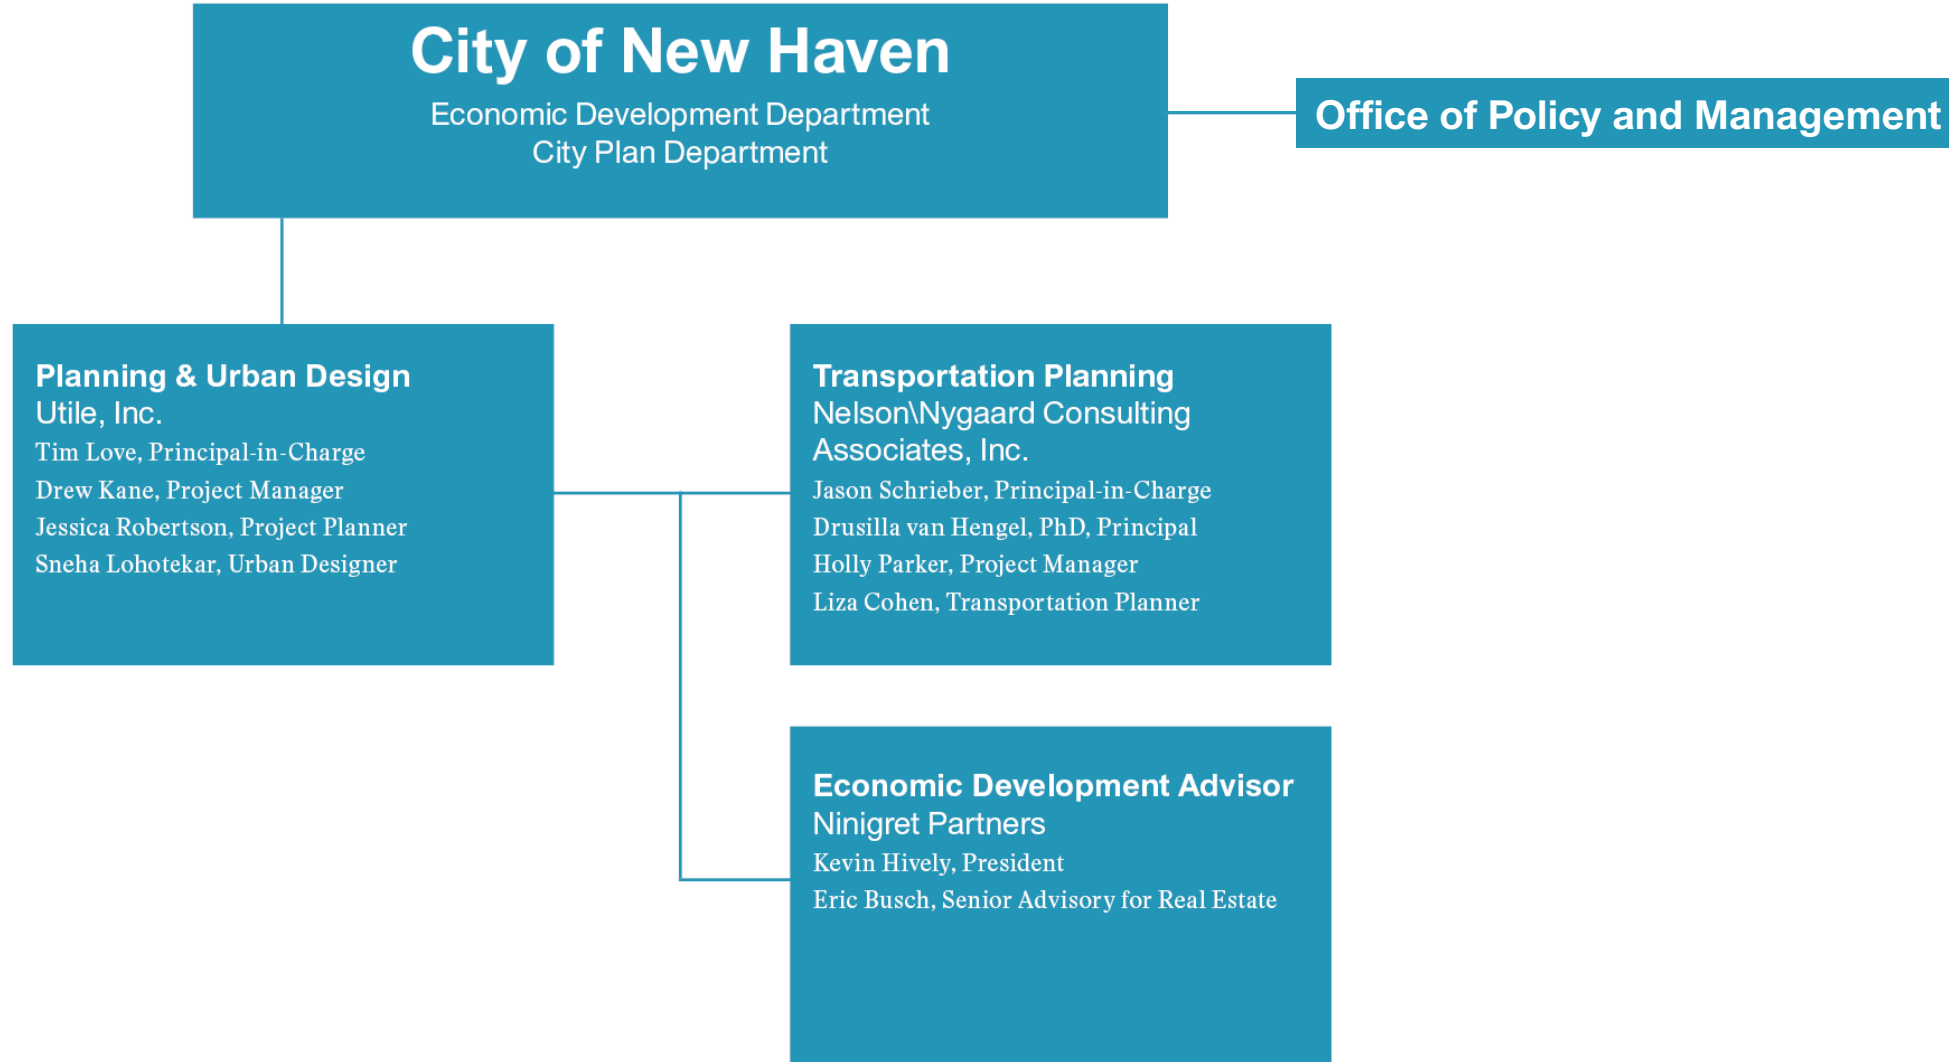 City of New Haven
Economic Development Department
City Plan Department
Office of Policy and Management
Planning & Urban Design
Utile, Inc.
Tim Love, Principal-in-Charge
Drew Kane, Project Manager
Jessica Robertson, Project Planner
Sneha Lohotekar, Urban Designer
Transportation Planning
Nelson\Nygaard Consulting
Associates, Inc.
Jason Schrieber, Principal-in-Charge
Drusilla van Hengel, PhD, Principal
Holly Parker, Project Manager
Liza Cohen, Transportation Planner
Economic Development Advisor
Ninigret Partners
Kevin Hively, President
Eric Busch, Senior Advisory for Real Estate